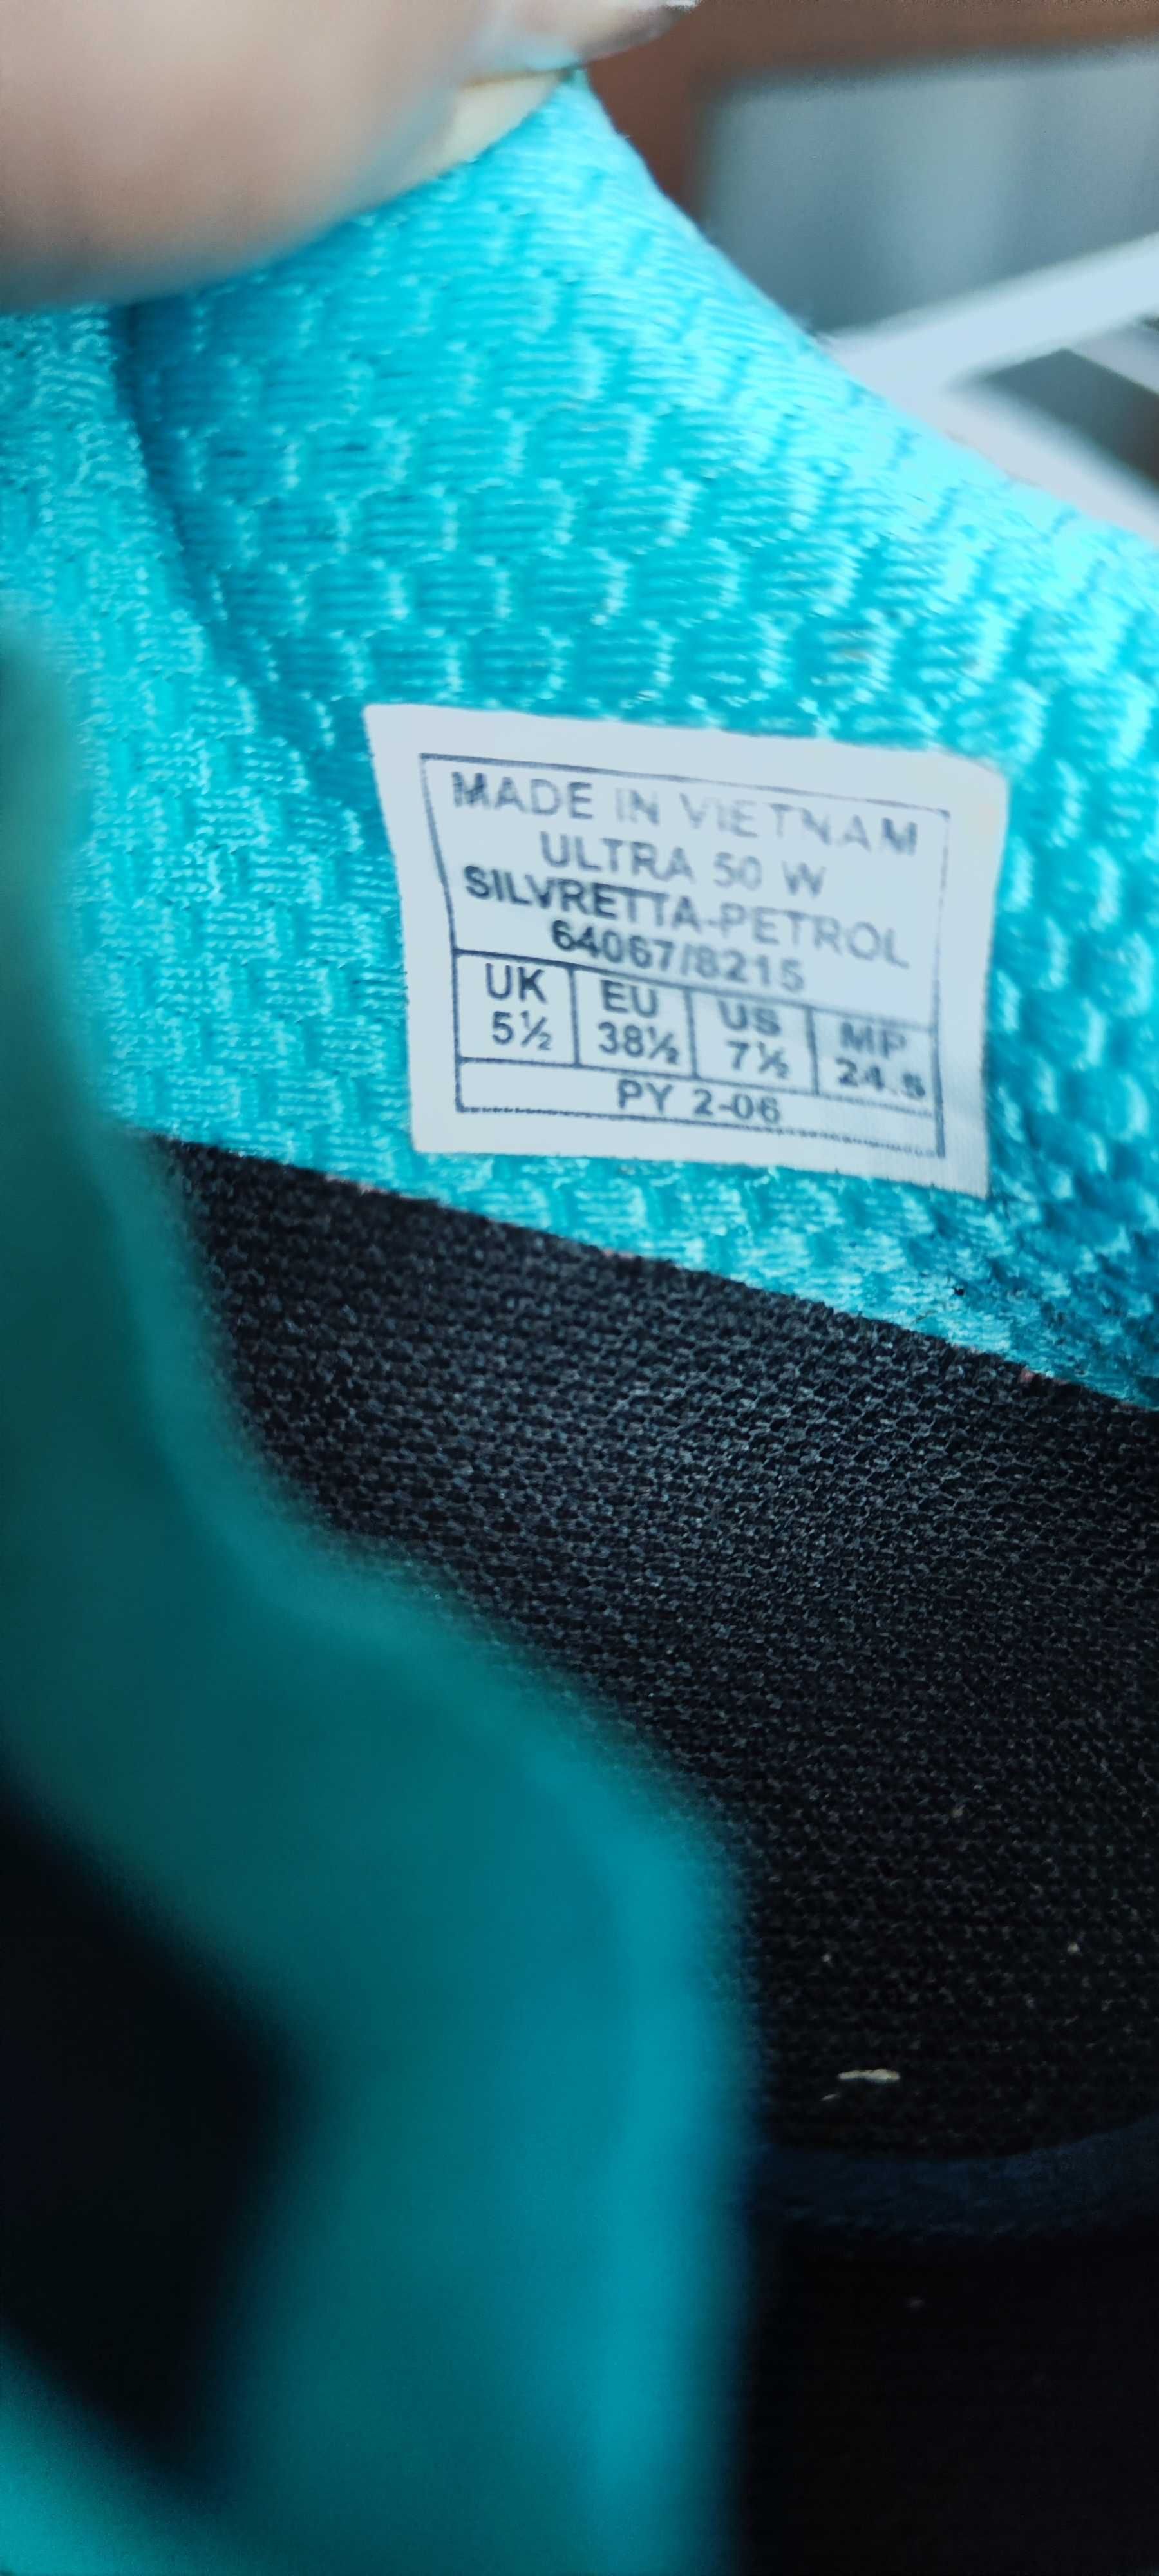 MADE IN VIETNAM
ULTRA 50 W
SILVRETTA-PETROL
64067/8215
UK EU US MP
5½ 38½ 7½ 24.5
PY 2-06